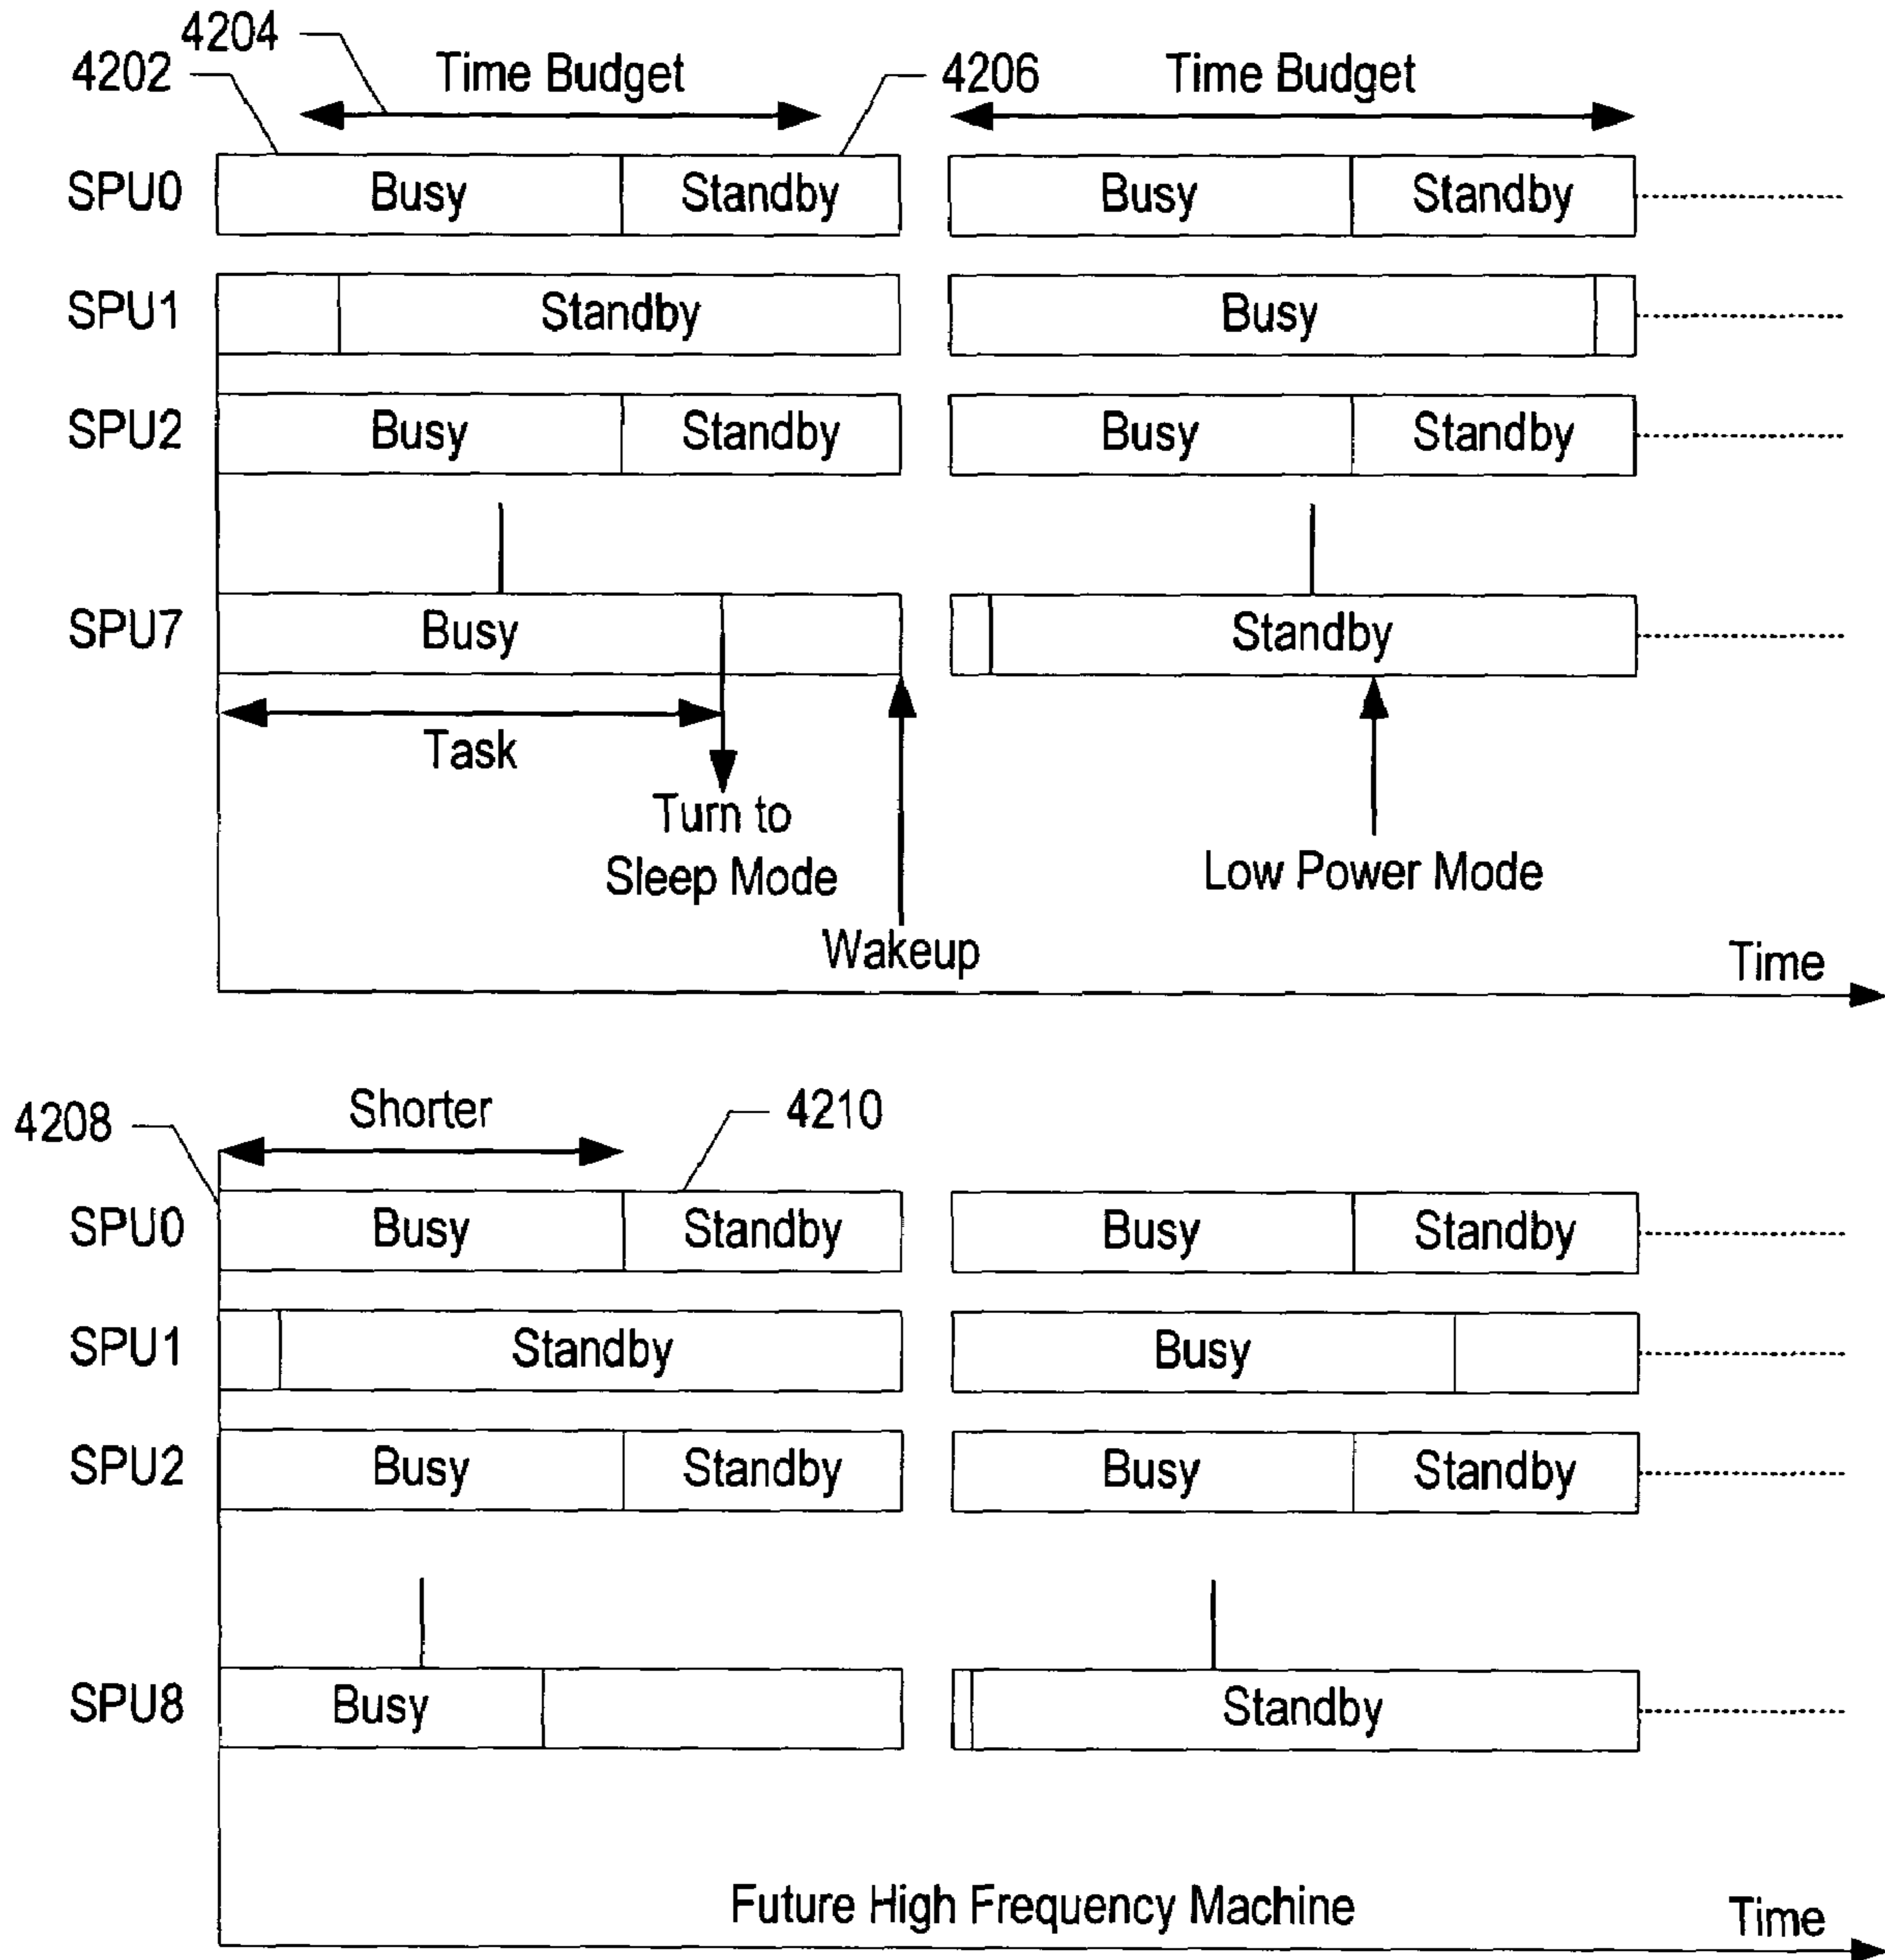 4204
4202
Time Budget
4206
Time Budget
SPU0
Busy
Standby
Busy
Standby
SPU1
Standby
Busy
SPU2
Busy
Standby
Busy
Standby
SPU7
Busy
Standby
Task
Turn to
Sleep Mode
Low Power Mode
Wakeup
Time
4208
Shorter
4210
SPU0
Busy
Standby
Busy
Standby
SPU1
Standby
Busy
SPU2
Busy
Standby
Busy
Standby
SPU8
Busy
Standby
Future High Frequency Machine
Time